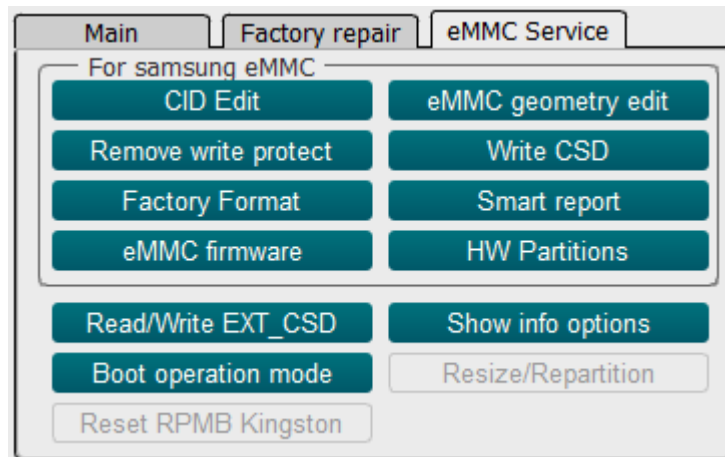 Main Factory repair eMMC Service
For samsung eMMC
CID Edit eMMC geometry edit
Remove write protect Write CSD
Factory Format Smart report
eMMC firmware HW Partitions
Read/Write EXT_CSD Show info options
Boot operation mode Resize/Repartition
Reset RPMB Kingston